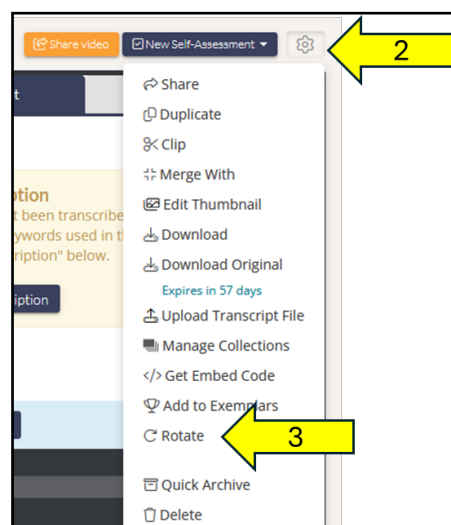 Share video
New Self-Assessment
2
t
Share
Duplicate
Clip
Merge With
Edit Thumbnail
Download
Download Original
Expires in 57 days
Upload Transcript File
Manage Collections
Get Embed Code
Add to Exemplars
Rotate
3
Quick Archive
Delete
ption
t been transcribe
ywords used in t
ription" below.
iption